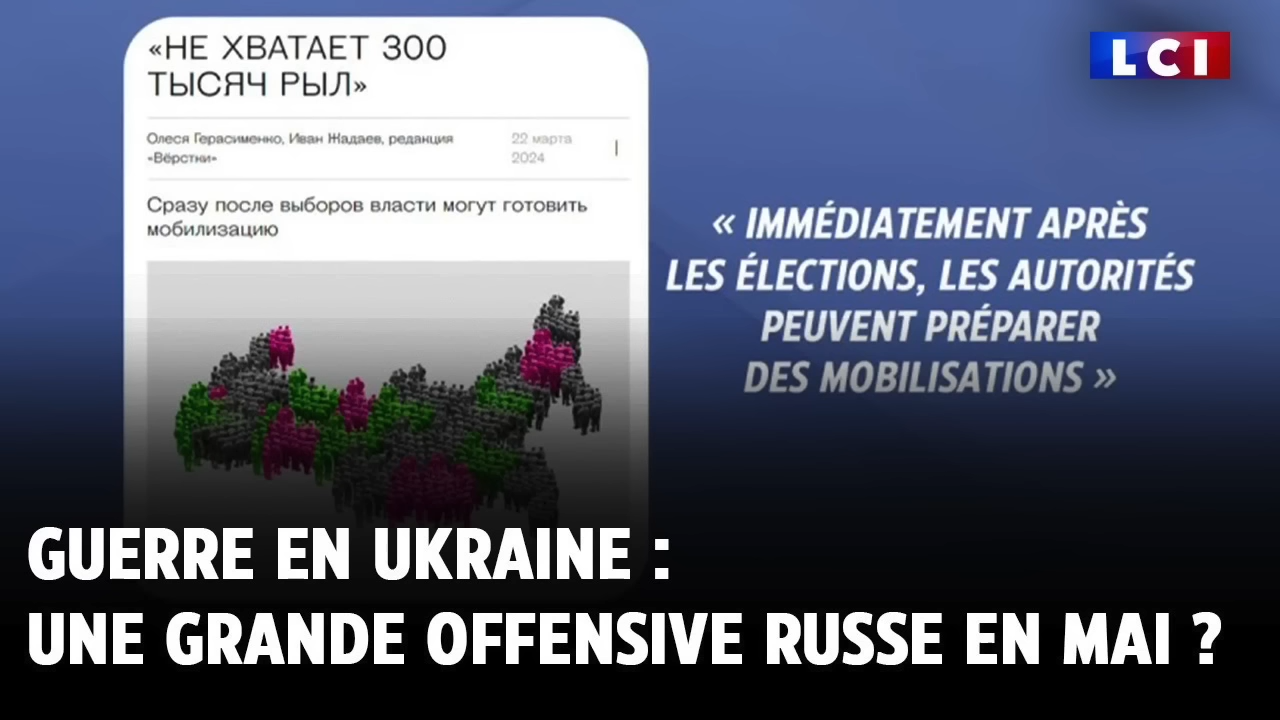 «НЕ ХВАТАЕТ 300
ТЫСЯЧ РЫЛ»
Олеся Герасименко, Иван Жадаев, редакция
«Вёрстки»
22 марта
2024
Сразу после выборов власти могут готовить
мобилизацию
LCI
« IMMÉDIATEMENT APRÈS
LES ÉLECTIONS, LES AUTORITÉS
PEUVENT PRÉPARER
DES MOBILISATIONS »
GUERRE EN UKRAINE :
UNE GRANDE OFFENSIVE RUSSE EN MAI ?